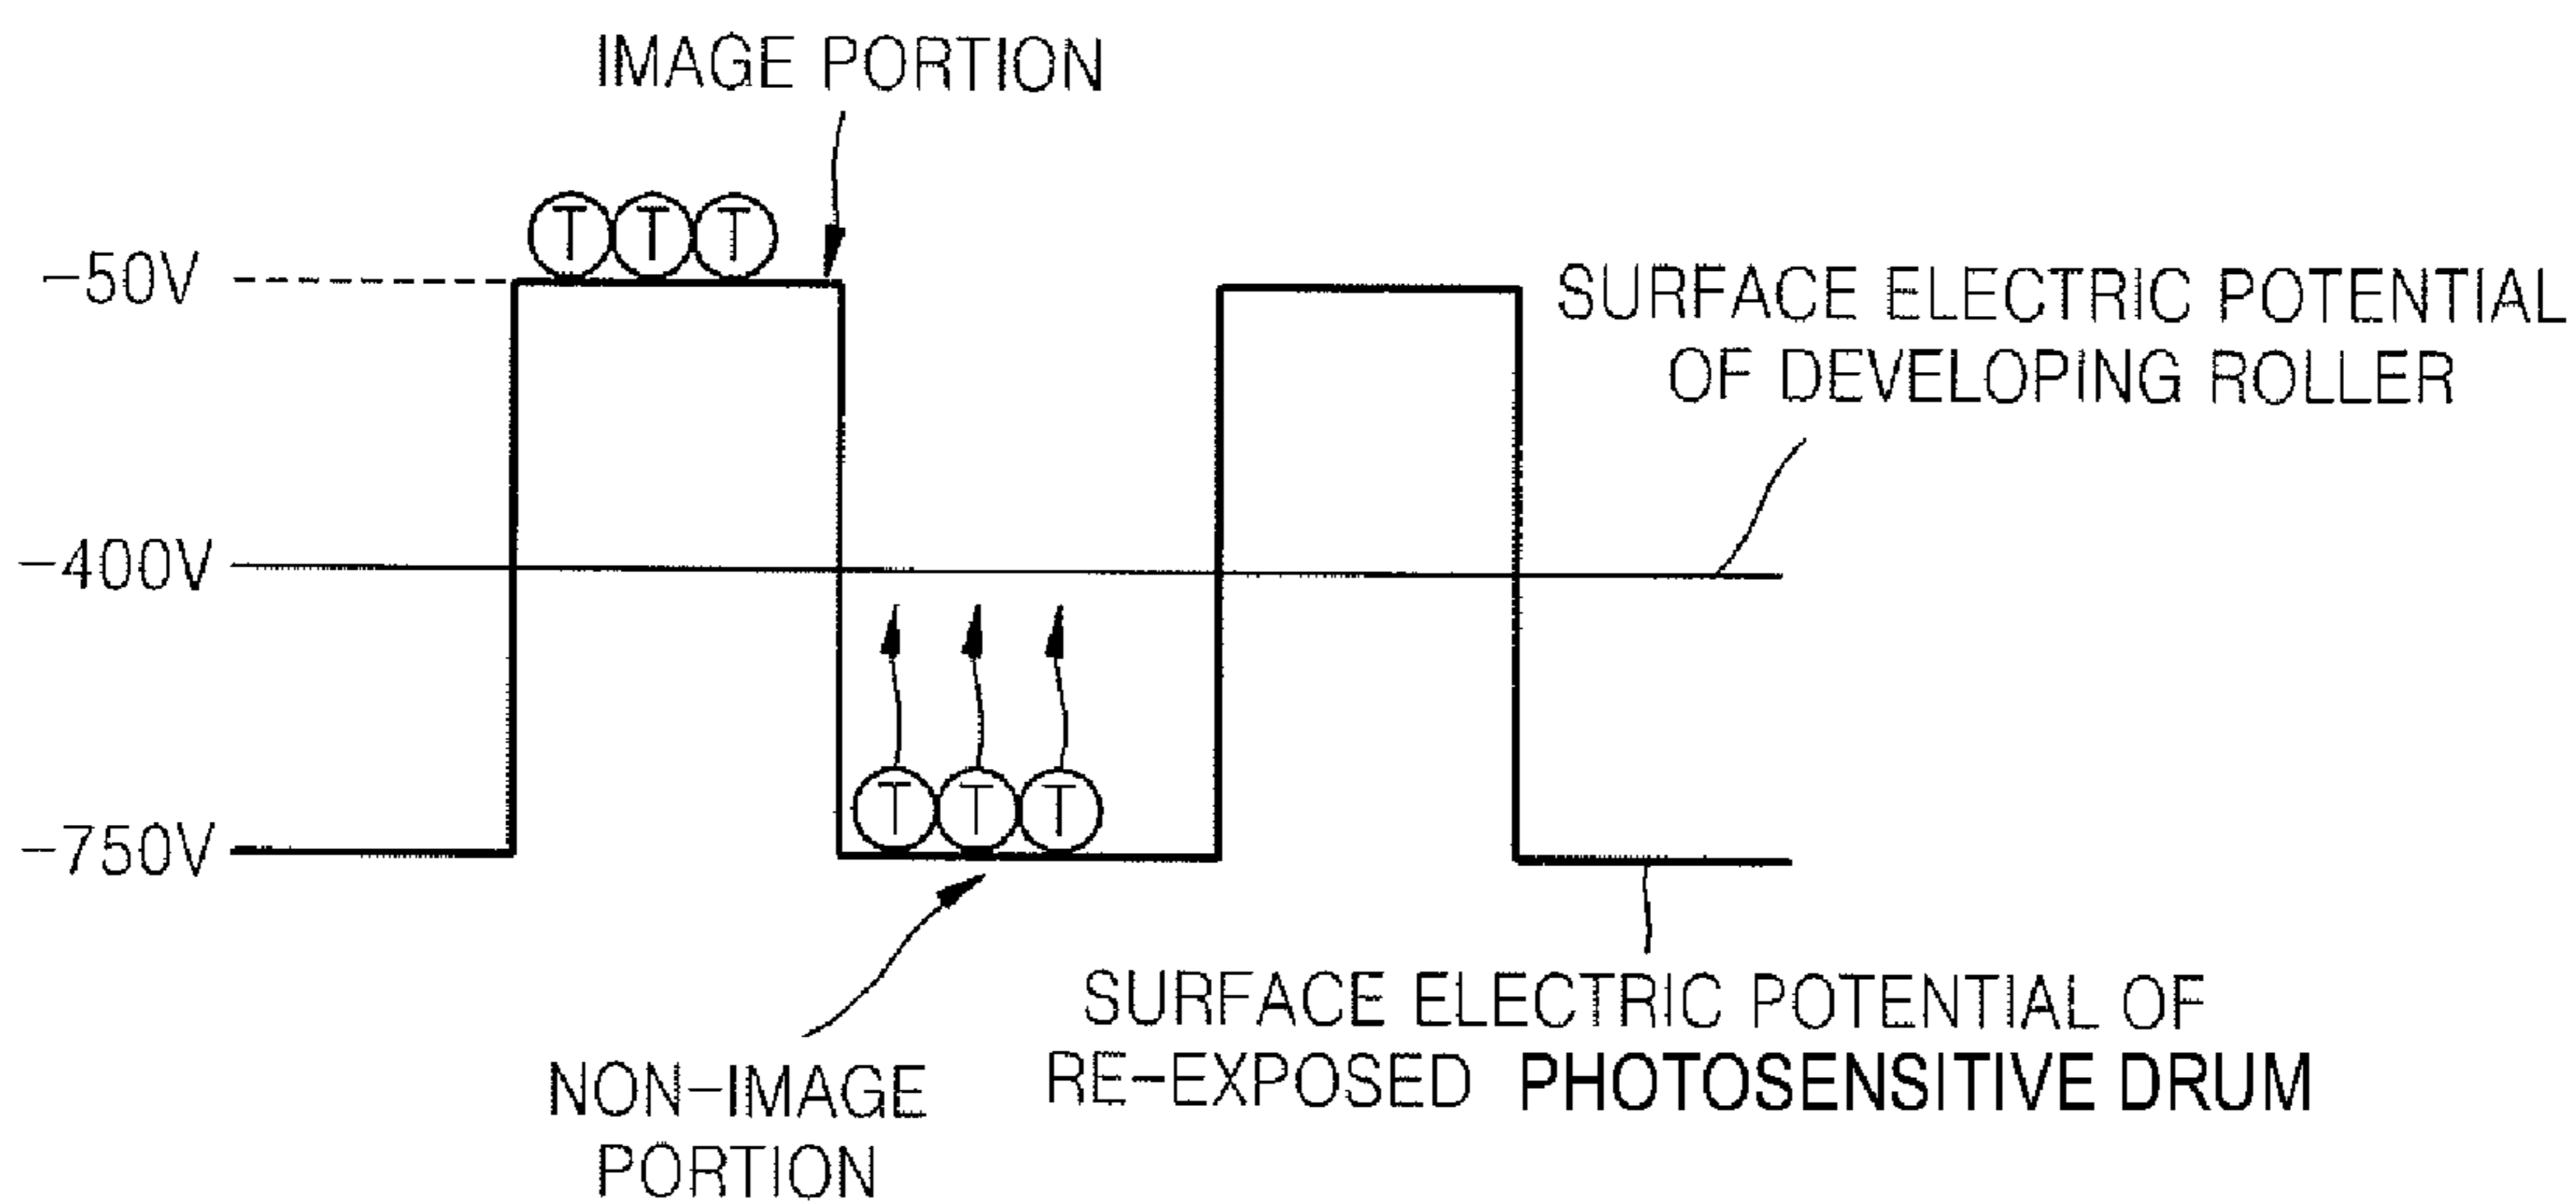 IMAGE PORTION
T T T
-50V
SURFACE ELECTRIC POTENTIAL
OF DEVELOPING ROLLER
-400V
T T T
-750V
SURFACE ELECTRIC POTENTIAL OF
RE-EXPOSED PHOTOSENSITIVE DRUM
NON-IMAGE
PORTION